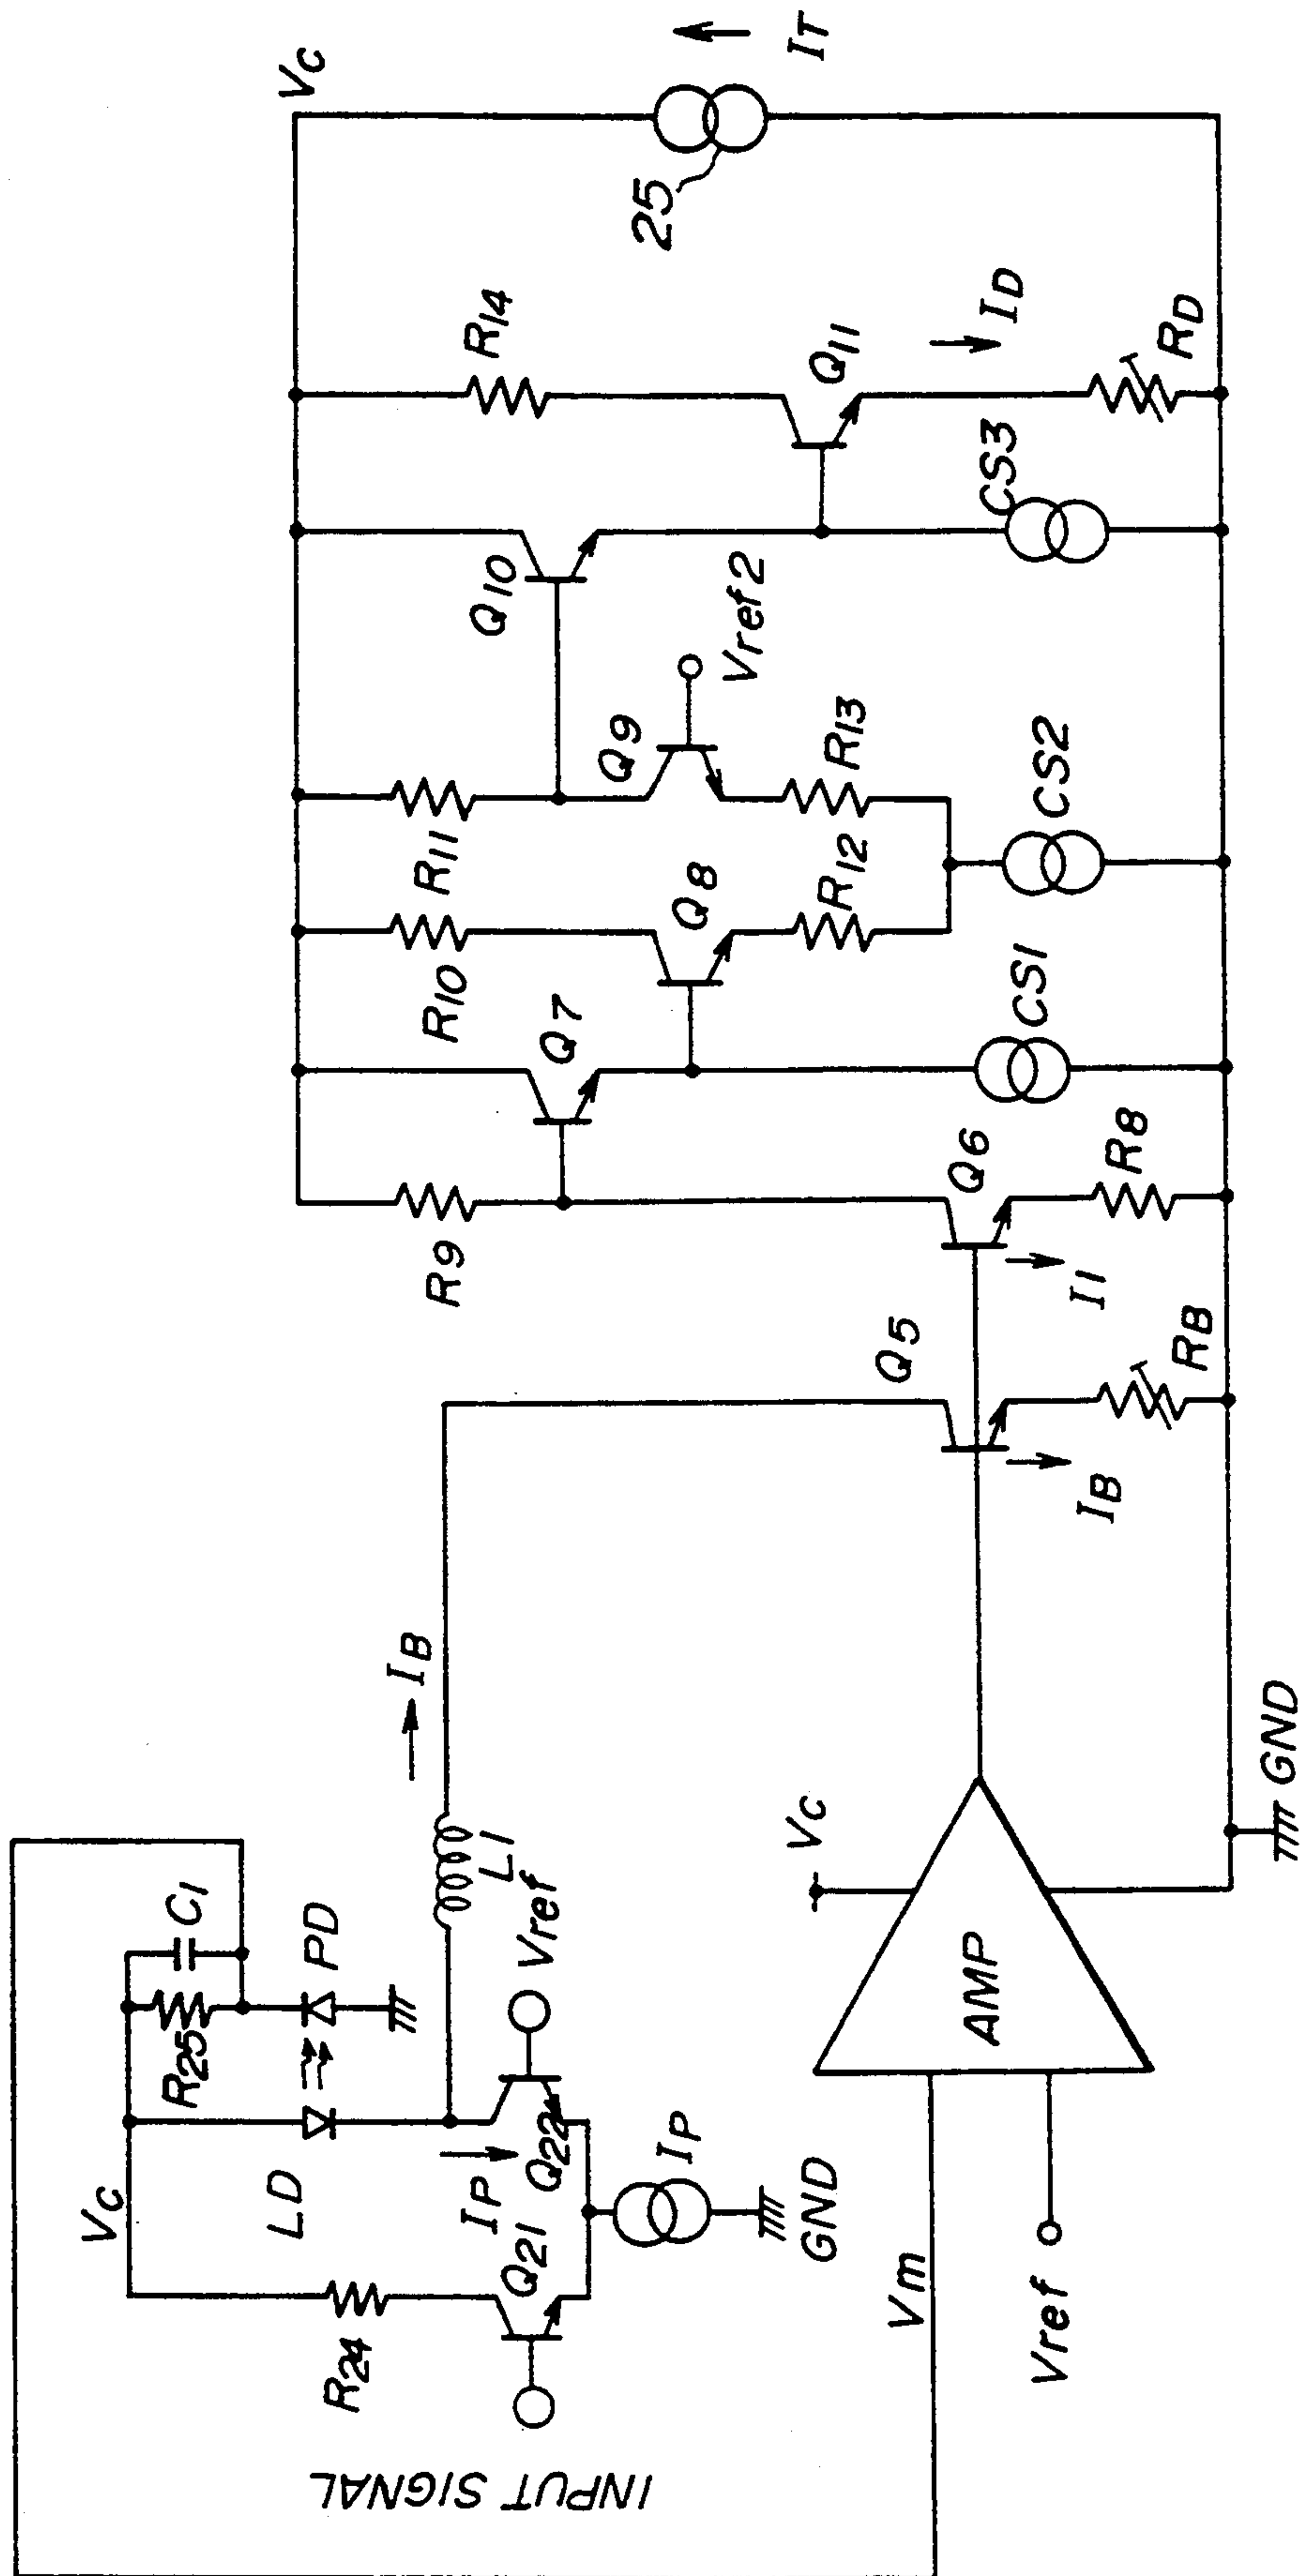 INPUT SIGNAL
VC
R24
Q21
LD
IP
Q22
IP
GND
R25
C1
PD
Vref
L1
IB
Vm
Vref
AMP
VC
GND
Q5
IB
RB
R9
Q6
I1
R8
Q7
CS1
R10
Q8
R12
R11
Q9
R13
Vref2
CS2
Q10
CS3
R14
Q11
ID
RD
VC
25
IT